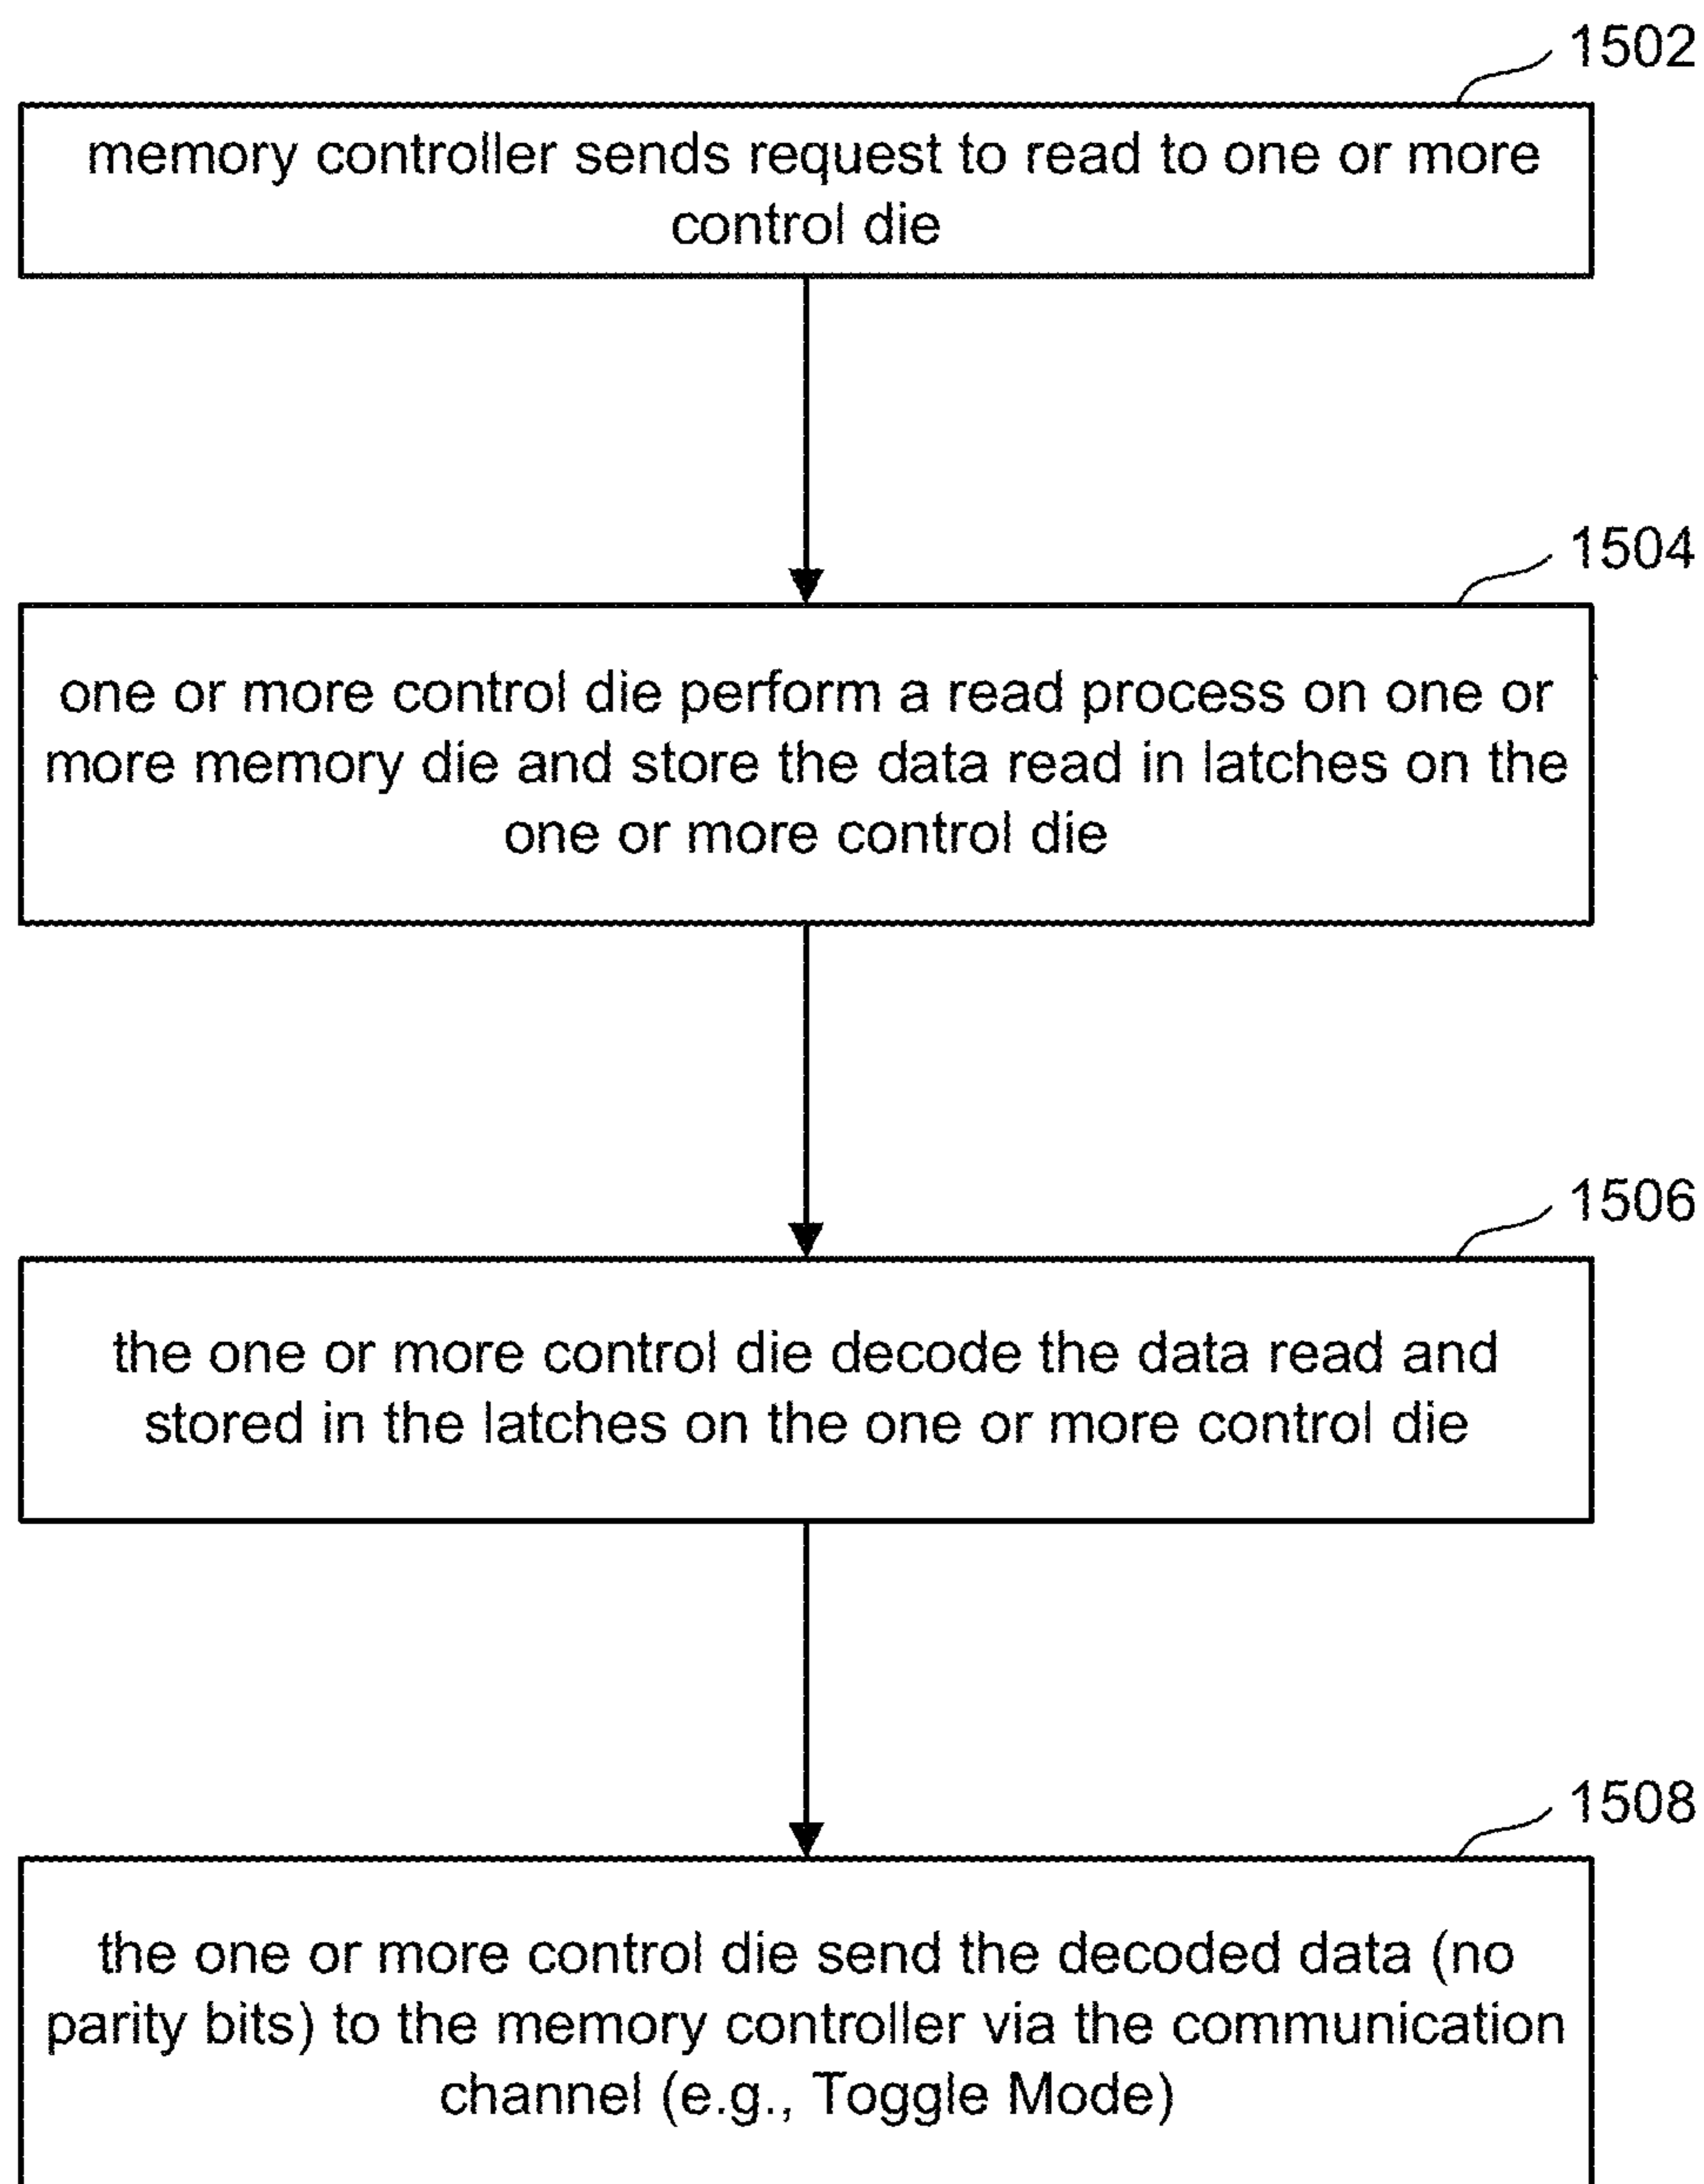 1502
memory controller sends request to read to one or more
control die
1504
one or more control die perform a read process on one or
more memory die and store the data read in latches on the
one or more control die
1506
the one or more control die decode the data read and
stored in the latches on the one or more control die
1508
the one or more control die send the decoded data (no
parity bits) to the memory controller via the communication
channel (e.g., Toggle Mode)